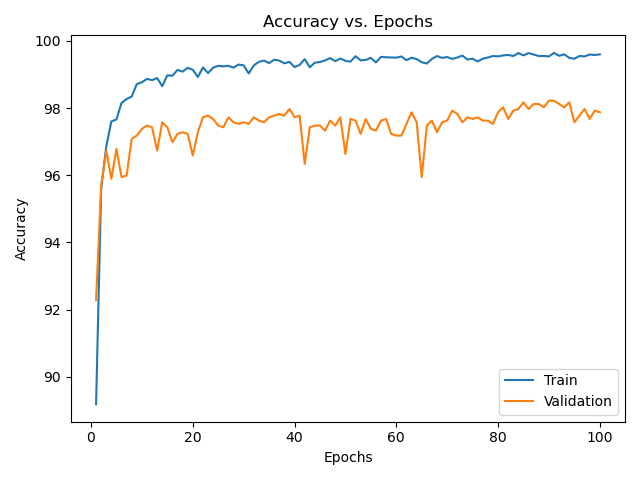 Accuracy vs. Epochs
100
98
96
94
92
90
Accuracy
0 20 40 60 80 100
Epochs
Train
Validation